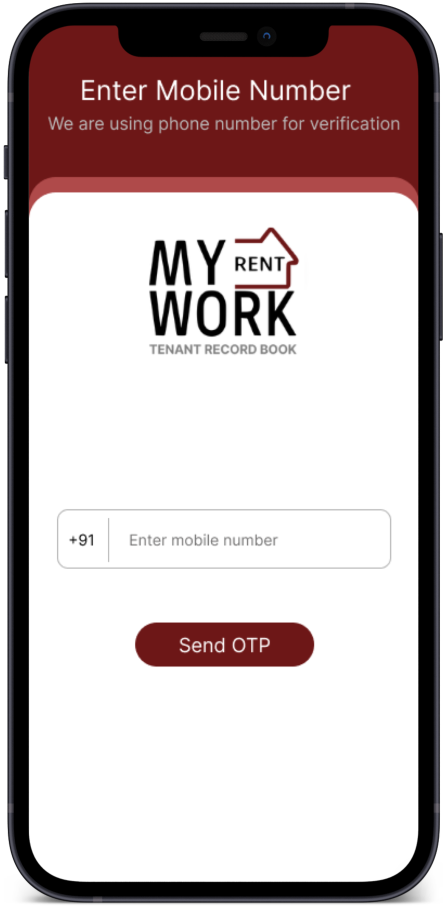 Enter Mobile Number
We are using phone number for verification
MY RENT
WORK
TENANT RECORD BOOK
+91 Enter mobile number
Send OTP